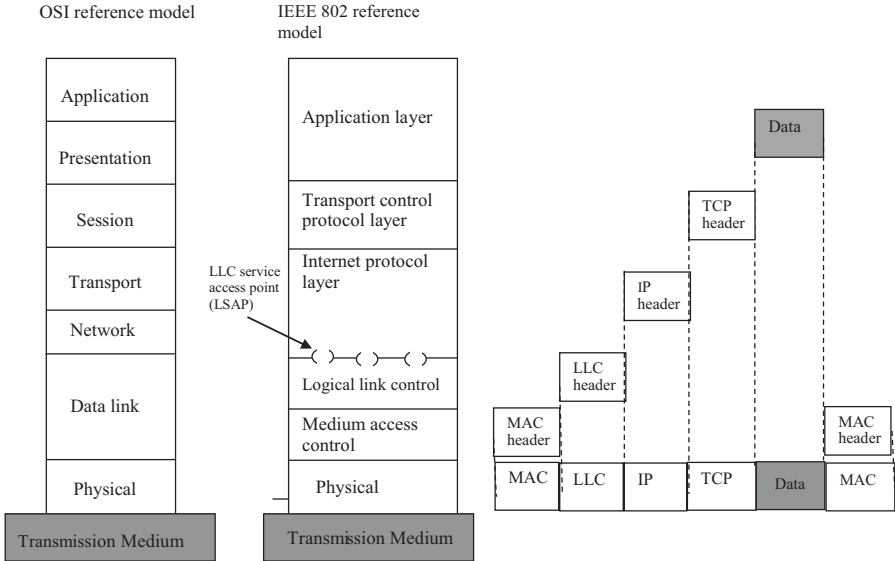 OSI reference model
IEEE 802 reference
model
Application
Presentation
Session
Transport
Network
Data link
Physical
Transmission Medium
LLC service
access point
(LSAP)
Application layer
Transport control
protocol layer
Internet protocol
layer
Logical link control
Medium access
control
Physical
Transmission Medium
Data
TCP
header
IP
header
LLC
header
MAC
header
MAC
header
MAC
LLC
IP
TCP
Data
MAC